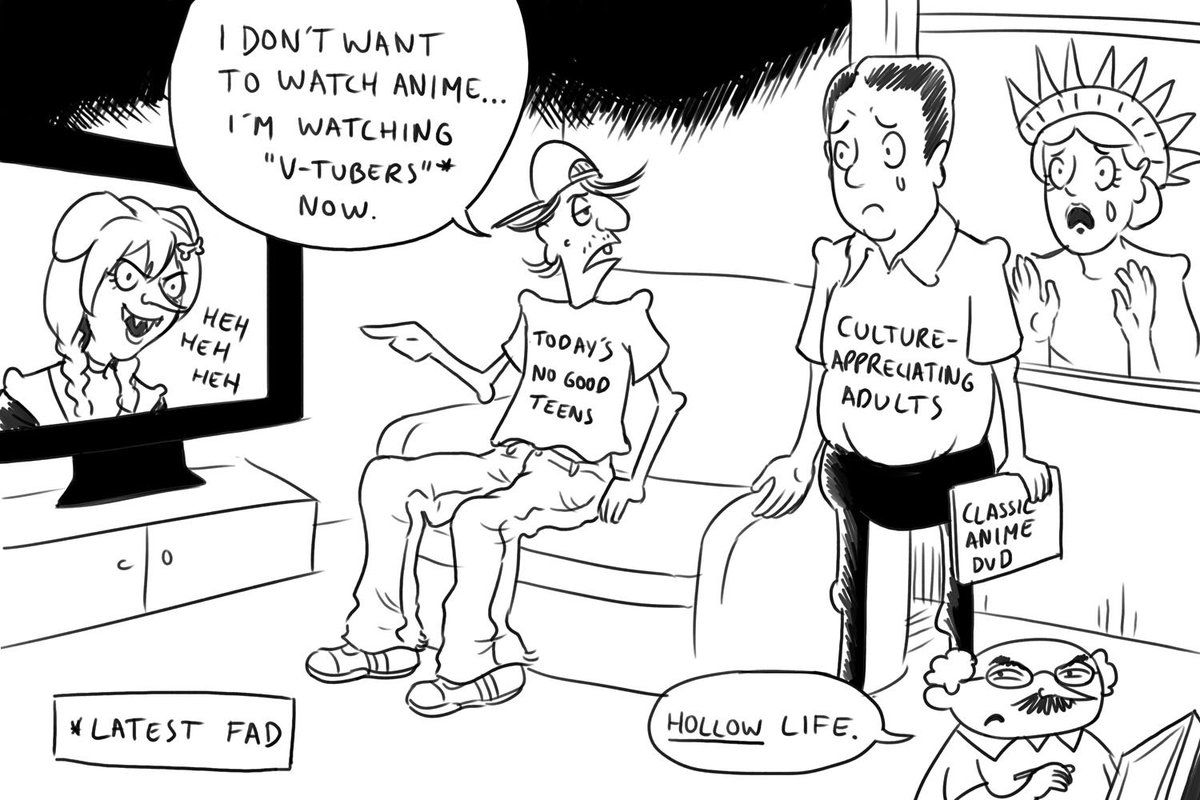 I DON'T WANT
TO WATCH ANIME...
I'M WATCHING
"V-TUBERS"*
NOW.
HEH
HEH
HEH
TODAY'S
NO GOOD
TEENS
CULTURE-
APPRECIATING
ADULTS
CLASSIC
ANIME
DVD
*LATEST FAD
HOLLOW LIFE.